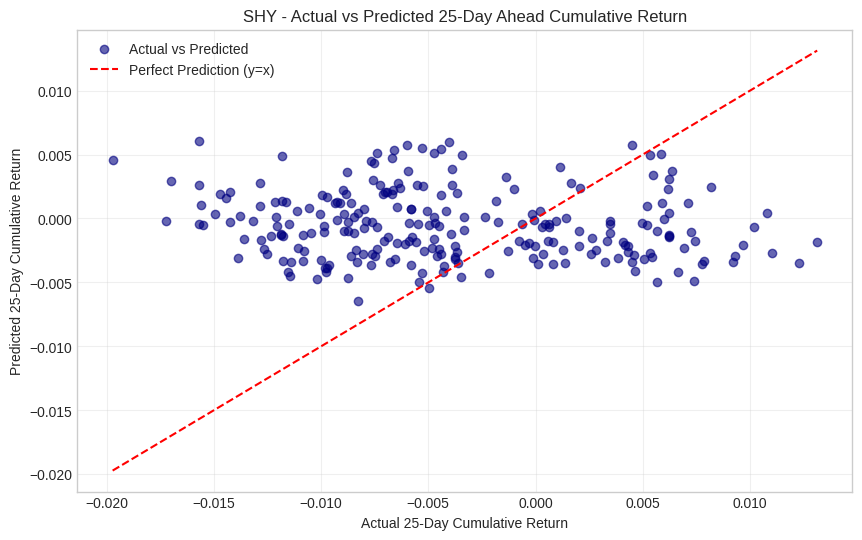 SHY - Actual vs Predicted 25-Day Ahead Cumulative Return
Actual vs Predicted
Perfect Prediction (y=x)
Predicted 25-Day Cumulative Return
0.010
0.005
0.000
−0.005
−0.010
−0.015
−0.020
−0.020 −0.015 −0.010 −0.005 0.000 0.005 0.010
Actual 25-Day Cumulative Return